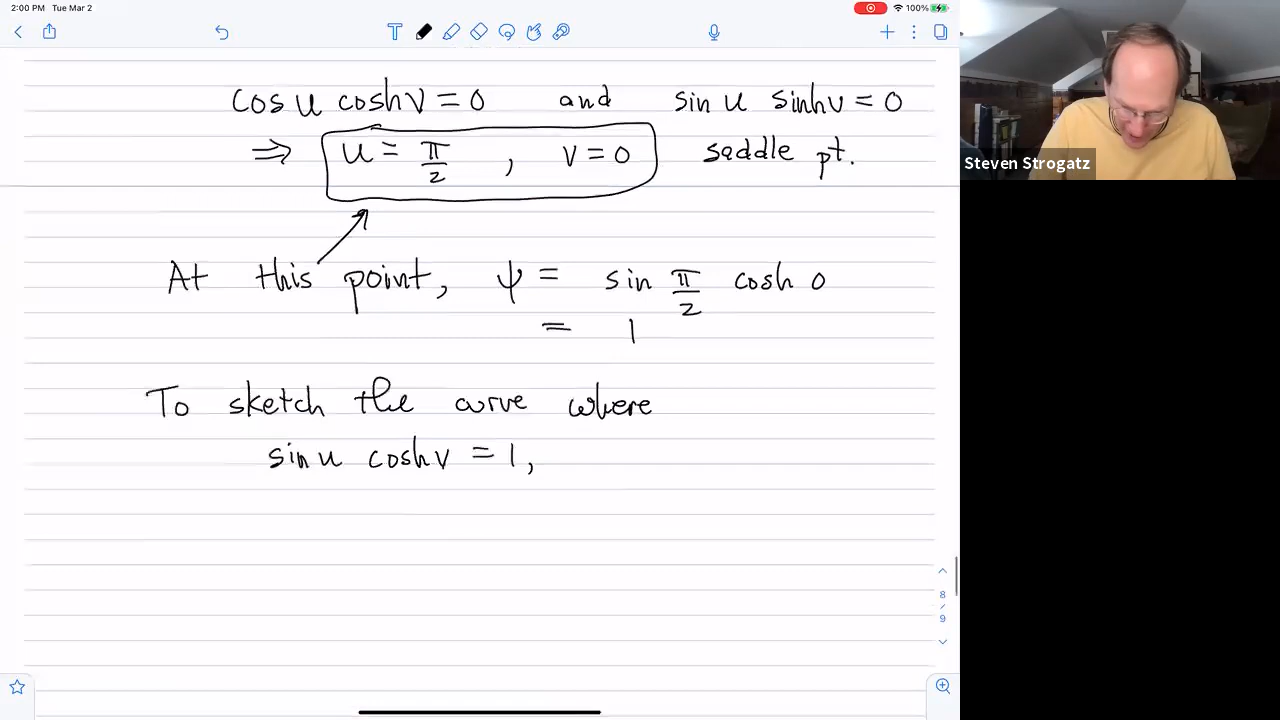 2:00 PM Tue Mar 2
100%
cos u cosh v = 0 and sin u sinh v = 0
⇒ u = π/2 , v = 0 saddle pt.
Steven Strogatz
At this point, ψ = sin π/2 cosh 0
= 1
To sketch the curve where
sin u cosh v = 1,
8
/
9